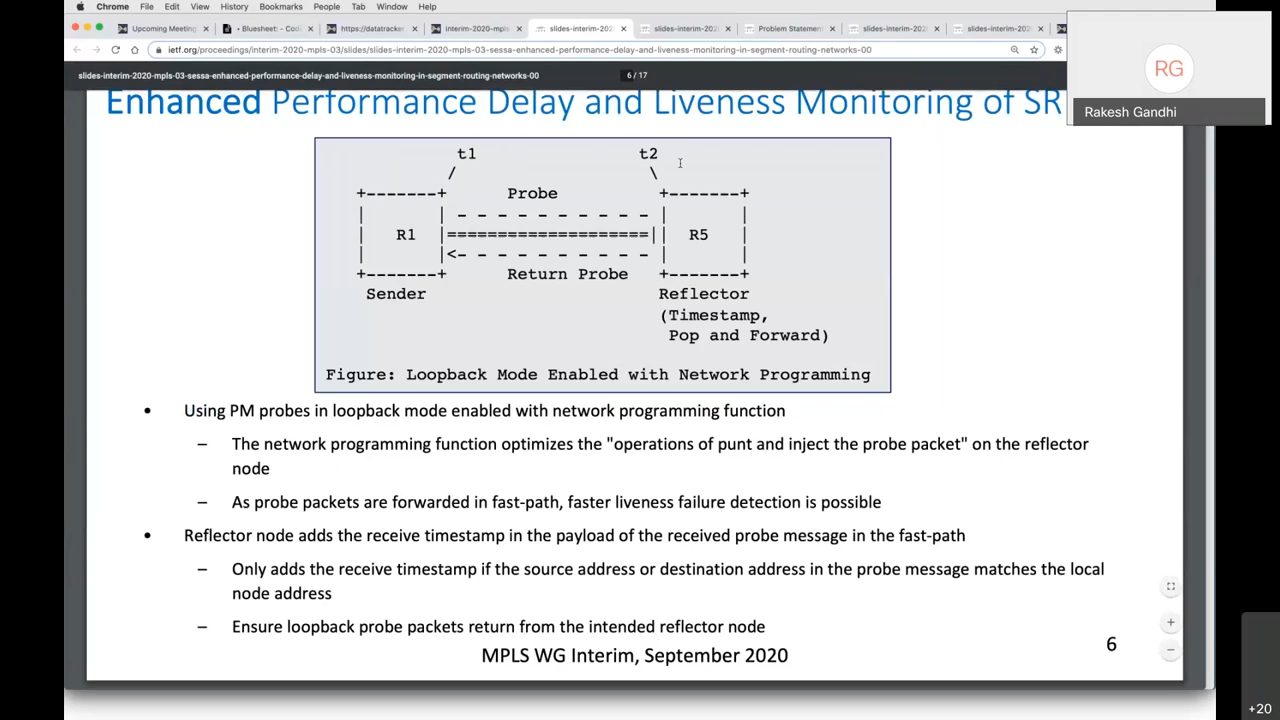 Chrome File Edit View History Bookmarks People Tab Window Help
Upcoming Meeting
• Bluesheet: - Codi
https://datatracker
interim-2020-mpls
slides-interim-2020
slides-interim-2020
Problem Statement
slides-interim-2020
slides-interim-2020
ietf.org/proceedings/interim-2020-mpls-03/slides/slides-interim-2020-mpls-03-sessa-enhanced-performance-delay-and-liveness-monitoring-in-segment-routing-networks-00
slides-interim-2020-mpls-03-sessa-enhanced-performance-delay-and-liveness-monitoring-in-segment-routing-networks-00
6 / 17
RG
Rakesh Gandhi
Enhanced Performance Delay and Liveness Monitoring of SR
t1 t2
/ \
+-------+ Probe +-------+
| | - - - - - - - - - - | |
| R1 |====================|| R5 |
| |<- - - - - - - - - - | |
+-------+ Return Probe +-------+
Sender Reflector
(Timestamp,
Pop and Forward)
Figure: Loopback Mode Enabled with Network Programming
• Using PM probes in loopback mode enabled with network programming function
– The network programming function optimizes the "operations of punt and inject the probe packet" on the reflector
node
– As probe packets are forwarded in fast-path, faster liveness failure detection is possible
• Reflector node adds the receive timestamp in the payload of the received probe message in the fast-path
– Only adds the receive timestamp if the source address or destination address in the probe message matches the local
node address
– Ensure loopback probe packets return from the intended reflector node
MPLS WG Interim, September 2020
6
+20